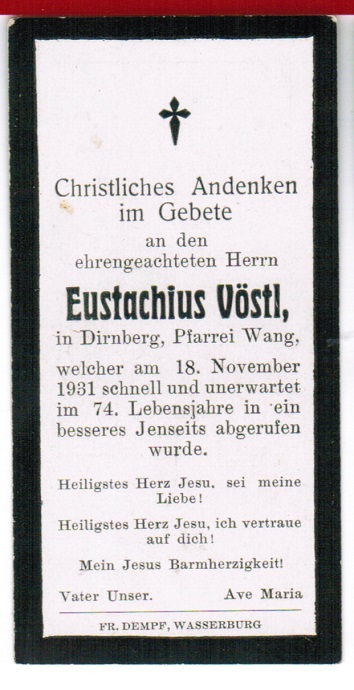 Christliches Andenken
im Gebete
an den
ehrengeachteten Herrn
Eustachius Vöstl,
in Dirnberg, Pfarrei Wang,
welcher am 18. November
1931 schnell und unerwartet
im 74. Lebensjahre in ein
besseres Jenseits abgerufen
wurde.
Heiligstes Herz Jesu, sei meine
Liebe!
Heiligstes Herz Jesu, ich vertraue
auf dich!
Mein Jesus Barmherzigkeit!
Vater Unser. Ave Maria
FR. DEMPF, WASSERBURG